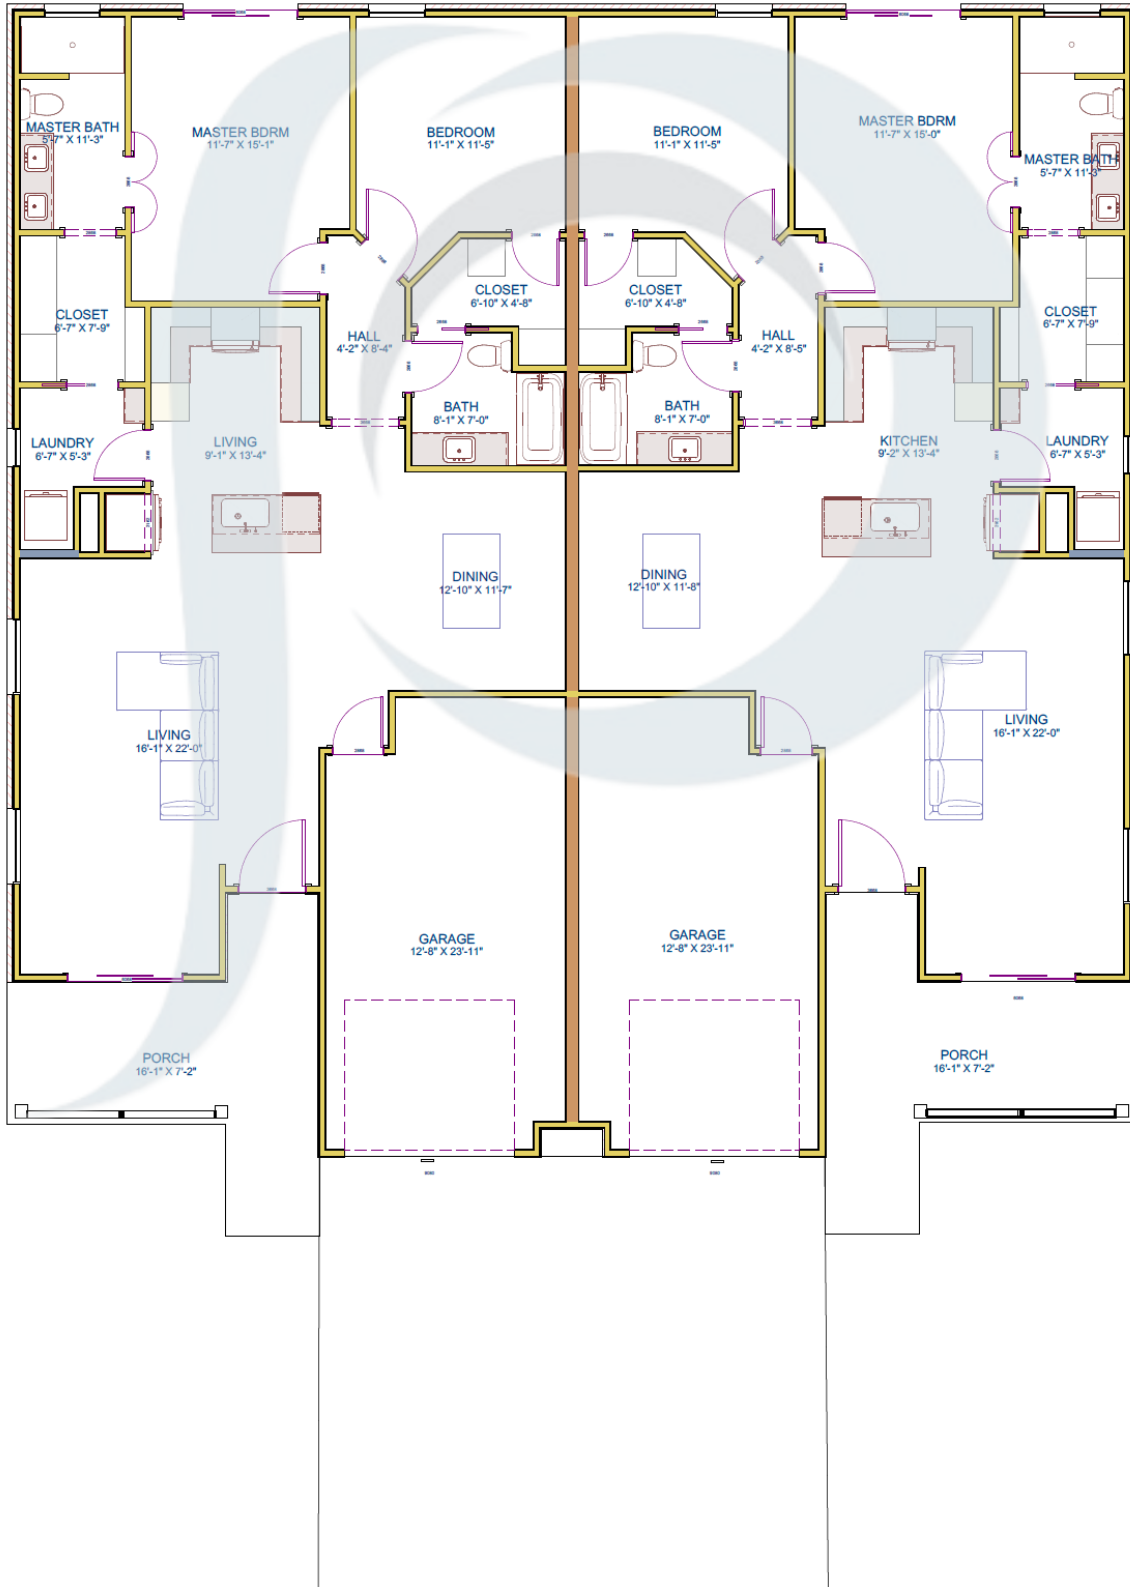 MASTER BATH
5'-7" X 11'-3"
MASTER BDRM
11'-7" X 15'-1"
BEDROOM
11'-1" X 11'-5"
BEDROOM
11'-1" X 11'-5"
MASTER BDRM
11'-7" X 15'-0"
MASTER BATH
5'-7" X 11'-3"
CLOSET
6'-7" X 7'-9"
CLOSET
6'-10" X 4'-8"
CLOSET
6'-10" X 4'-8"
CLOSET
6'-7" X 7'-9"
HALL
4'-2" X 8'-4"
HALL
4'-2" X 8'-5"
BATH
8'-1" X 7'-0"
BATH
8'-1" X 7'-0"
LAUNDRY
6'-7" X 5'-3"
LIVING
9'-1" X 13'-4"
KITCHEN
9'-2" X 13'-4"
LAUNDRY
6'-7" X 5'-3"
DINING
12'-10" X 11'-7"
DINING
12'-10" X 11'-8"
LIVING
16'-1" X 22'-0"
LIVING
16'-1" X 22'-0"
GARAGE
12'-8" X 23'-11"
GARAGE
12'-8" X 23'-11"
PORCH
16'-1" X 7'-2"
PORCH
16'-1" X 7'-2"